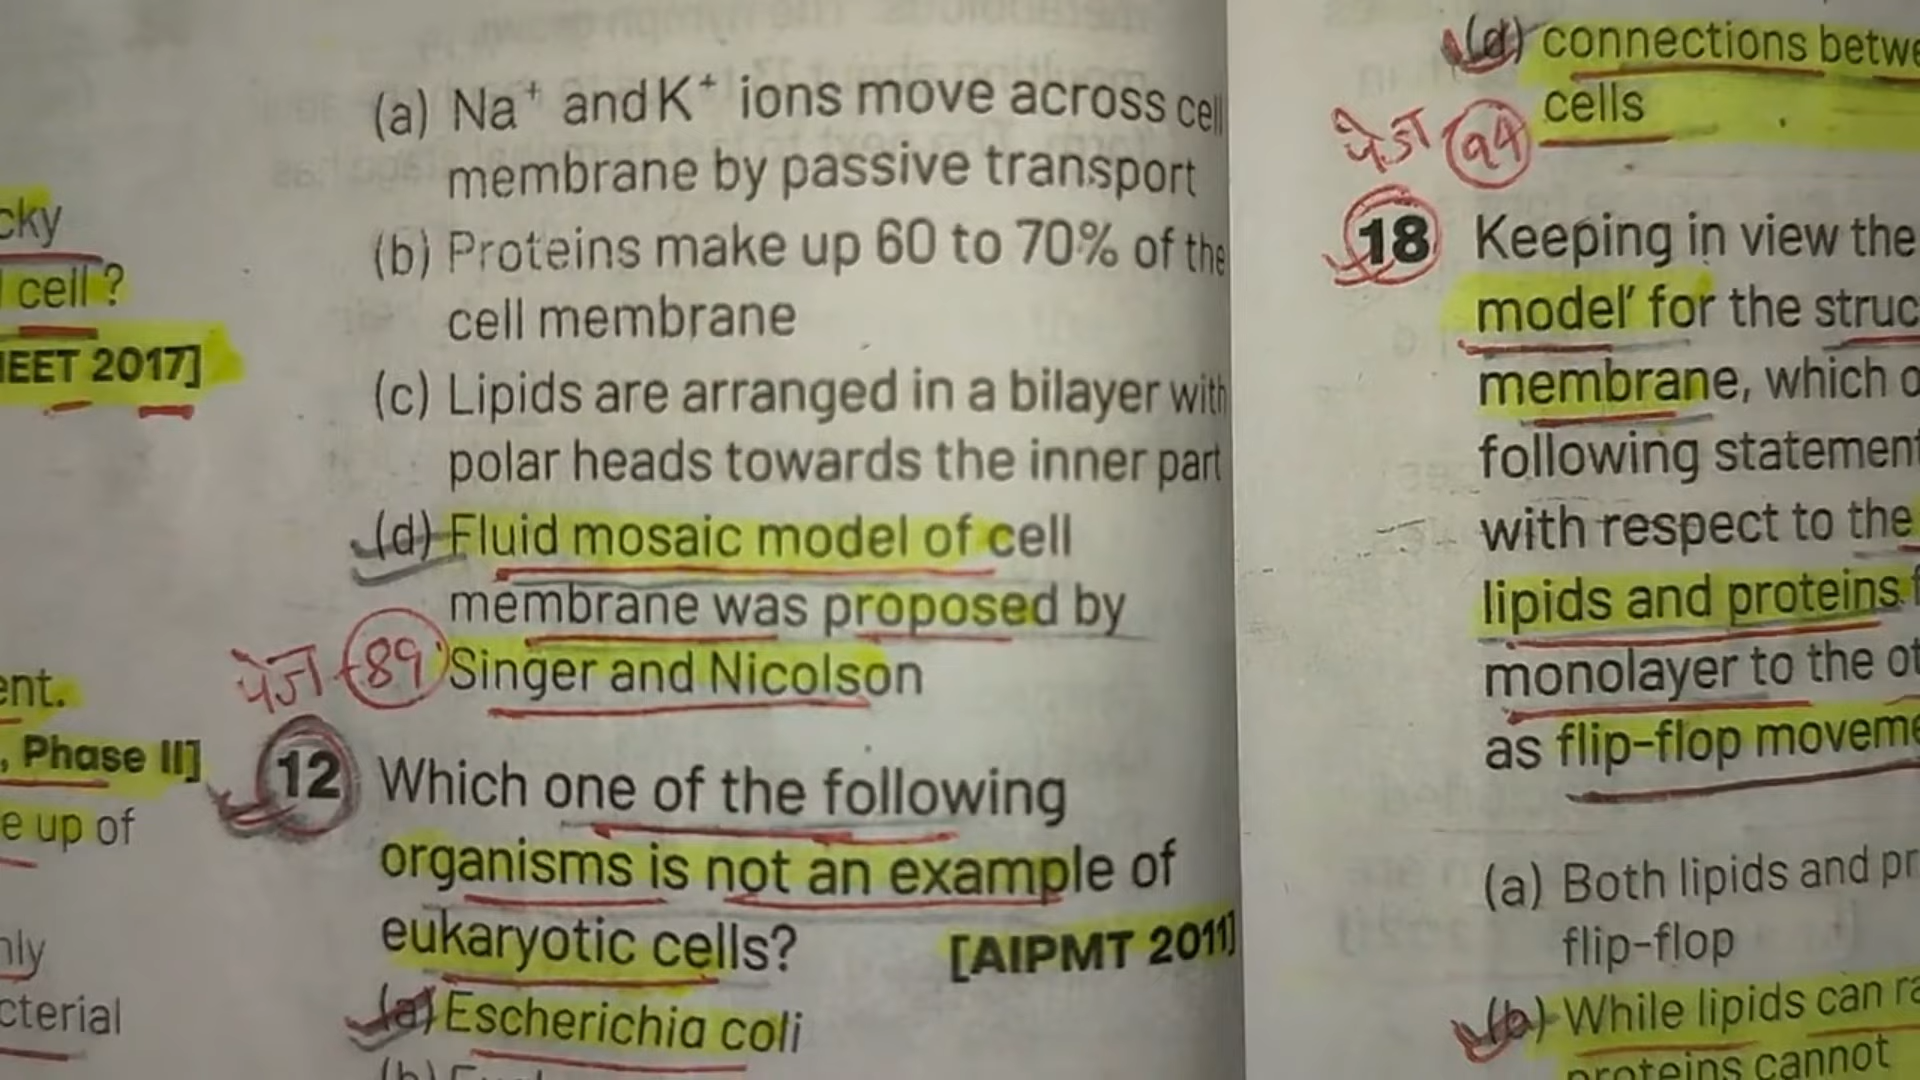 cky
cell ?
EET 2017]
ent.
, Phase II]
e up of
nly
cterial
(a) Na⁺ and K⁺ ions move across cell
membrane by passive transport
(b) Proteins make up 60 to 70% of the
cell membrane
(c) Lipids are arranged in a bilayer with
polar heads towards the inner part
(d) Fluid mosaic model of cell
membrane was proposed by
पेज 89 Singer and Nicolson
12 Which one of the following
organisms is not an example of
eukaryotic cells? [AIPMT 2011]
(a) Escherichia coli
(d) connections betwe
cells
पेज 94
18 Keeping in view the
model' for the struc
membrane, which o
following statement
with respect to the
lipids and proteins f
monolayer to the ot
as flip-flop moveme
(a) Both lipids and pr
flip-flop
(b) While lipids can ra
proteins cannot